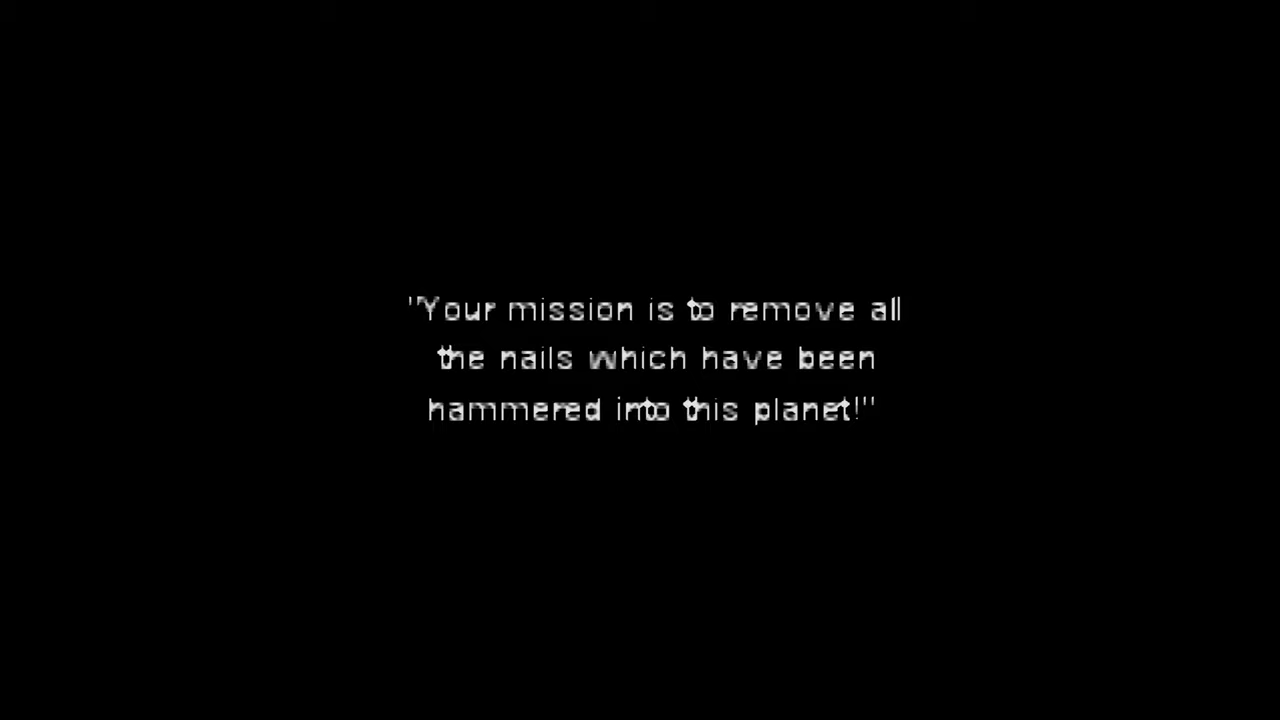 "Your mission is to remove all
the nails which have been
hammered into this planet!"